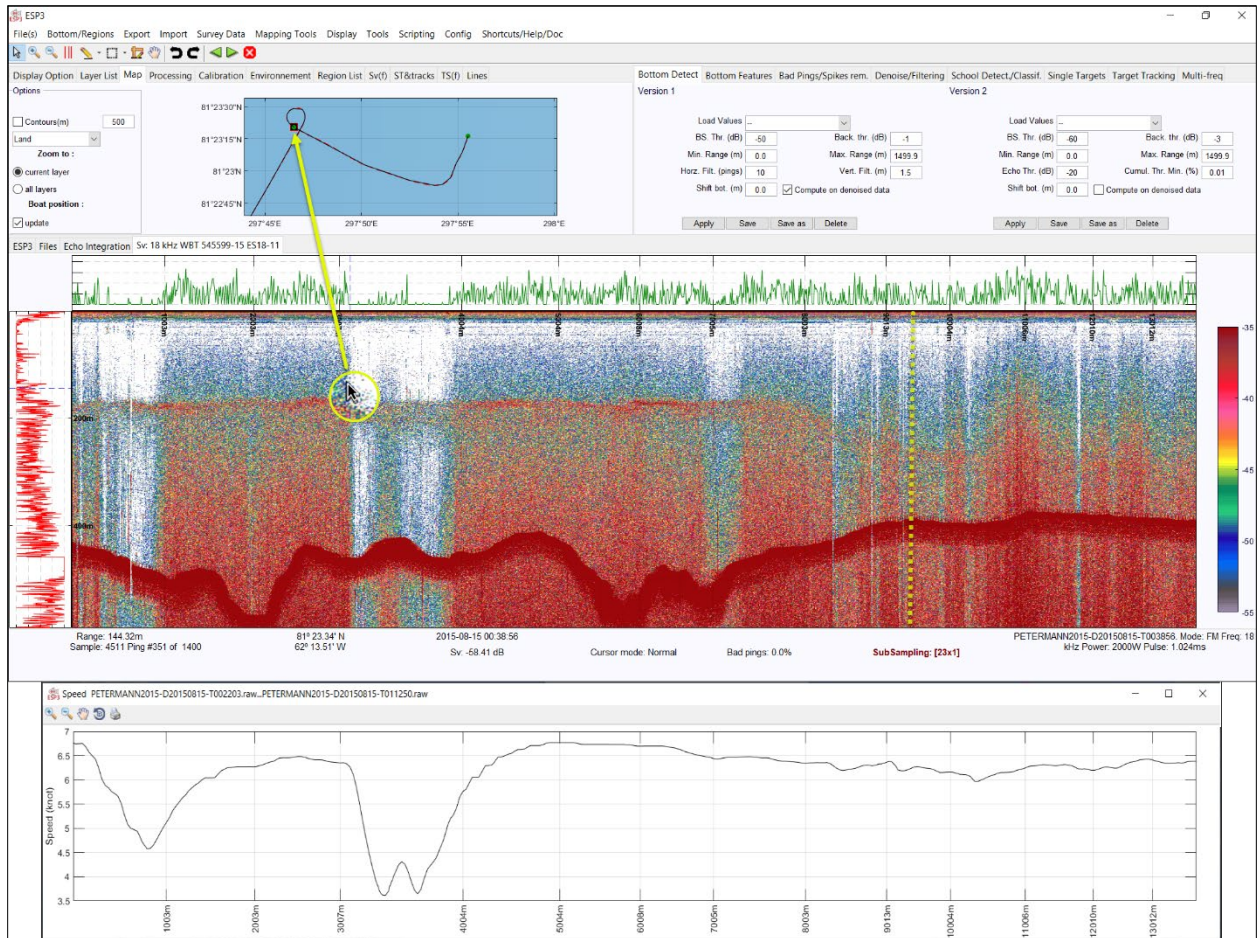 ESP3
File(s) Bottom/Regions Export Import Survey Data Mapping Tools Display Tools Scripting Config Shortcuts/Help/Doc
Display Option Layer List Map Processing Calibration Environnement Region List Sv(f) ST&tracks TS(f) Lines
Bottom Detect Bottom Features Bad Pings/Spikes rem. Denoise/Filtering School Detect./Classif. Single Targets Target Tracking Multi-freq
Options
Contours(m) 500
Land
Zoom to :
current layer
all layers
Boat position :
update
81°23'30"N
81°23'15"N
81°23'N
81°22'45"N
297°45'E 297°50'E 297°55'E 298°E
Version 1
Load Values --
BS. Thr. (dB) -50 Back. thr. (dB) -1
Min. Range (m) 0.0 Max. Range (m) 1499.9
Horz. Filt. (pings) 10 Vert. Filt. (m) 1.5
Shift bot. (m) 0.0 Compute on denoised data
Apply Save Save as Delete
Version 2
Load Values --
BS. Thr. (dB) -60 Back. thr. (dB) -3
Min. Range (m) 0.0 Max. Range (m) 1499.9
Echo Thr. (dB) -20 Cumul. Thr. Min. (%) 0.01
Shift bot. (m) 0.0 Compute on denoised data
Apply Save Save as Delete
ESP3 Files Echo Integration Sv: 18 kHz WBT 545599-15 ES18-11
200m
400m
-35
-40
-45
-50
-55
Range: 144.32m
Sample: 4511 Ping #351 of 1400
81° 23.34' N
62° 13.51' W
2015-08-15 00:38:56
Sv: -58.41 dB
Cursor mode: Normal
Bad pings: 0.0%
SubSampling: [23x1]
PETERMANN2015-D20150815-T003856. Mode: FM Freq: 18
kHz Power: 2000W Pulse: 1.024ms
Speed PETERMANN2015-D20150815-T002203.raw...PETERMANN2015-D20150815-T011250.raw
Speed (knot)
7
6.5
6
5.5
5
4.5
4
3.5
1003m 2003m 3007m 4004m 5004m 6008m 7005m 8003m 9013m 10004m 11006m 12010m 13012m